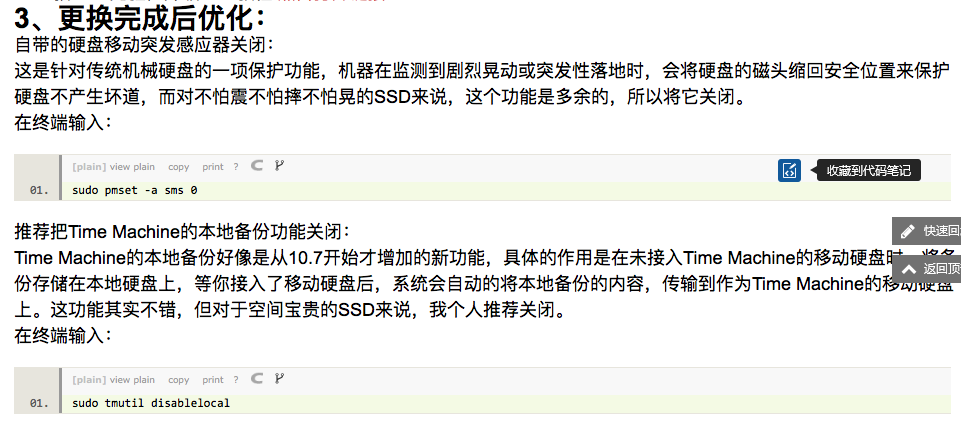 3、更换完成后优化：
自带的硬盘移动突发感应器关闭：
这是针对传统机械硬盘的一项保护功能，机器在监测到剧烈晃动或突发性落地时，会将硬盘的磁头缩回安全位置来保护
硬盘不产生坏道，而对不怕震不怕摔不怕晃的SSD来说，这个功能是多余的，所以将它关闭。
在终端输入：
[plain] view plain copy print ?
收藏到代码笔记
01. sudo pmset -a sms 0
推荐把Time Machine的本地备份功能关闭：
快速回
Time Machine的本地备份好像是从10.7开始才增加的新功能，具体的作用是在未接入Time Machine的移动硬盘时，将备
份存储在本地硬盘上，等你接入了移动硬盘后，系统会自动的将本地备份的内容，传输到作为Time Machine的移动硬盘
返回顶
上。这功能其实不错，但对于空间宝贵的SSD来说，我个人推荐关闭。
在终端输入：
[plain] view plain copy print ?
01. sudo tmutil disablelocal